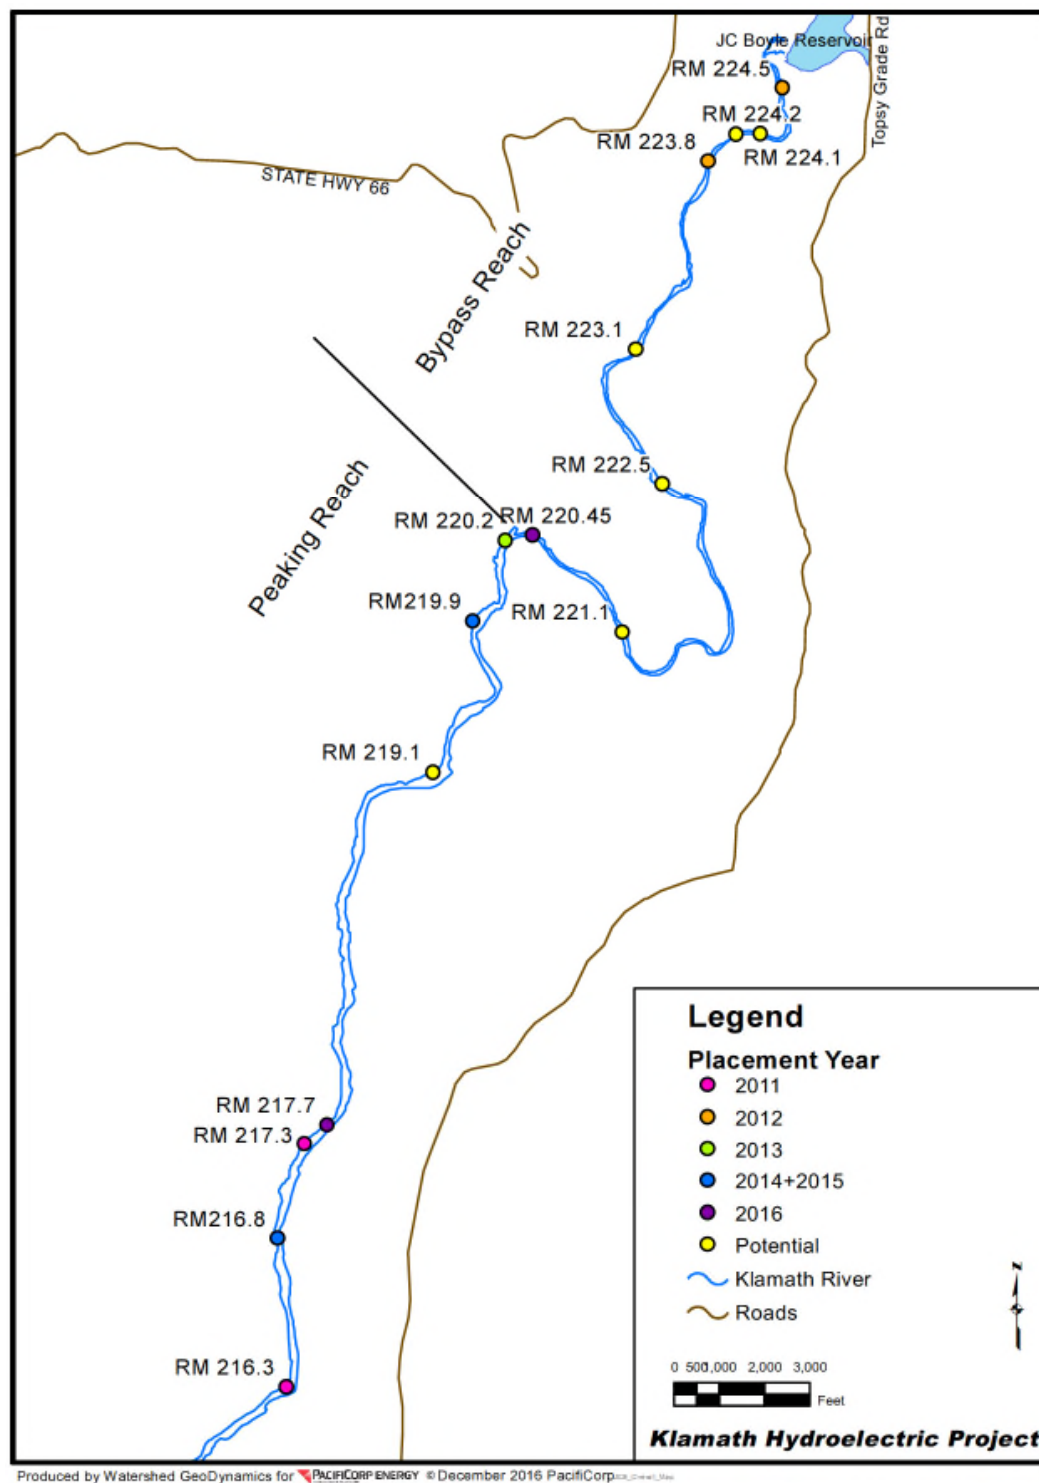 JC Boyle Reservoir
Topsy Grade Rd
RM 224.5
RM 224.2
RM 223.8
RM 224.1
STATE HWY 66
Bypass Reach
RM 223.1
RM 222.5
RM 220.2
RM 220.45
Peaking Reach
RM219.9
RM 221.1
RM 219.1
RM 217.7
RM 217.3
RM216.8
RM 216.3
Legend
Placement Year
2011
2012
2013
2014+2015
2016
Potential
Klamath River
Roads
N
0 500 1,000 2,000 3,000
Feet
Klamath Hydroelectric Project
Produced by Watershed GeoDynamics for PACIFICORP ENERGY © December 2016 PacifiCorp